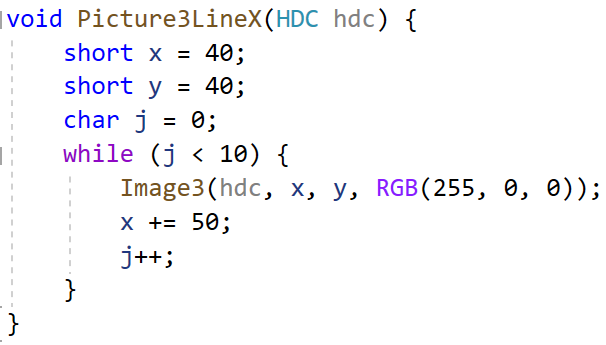 void Picture3LineX(HDC hdc) {
    short x = 40;
    short y = 40;
    char j = 0;
    while (j < 10) {
        Image3(hdc, x, y, RGB(255, 0, 0));
        x += 50;
        j++;
    }
}